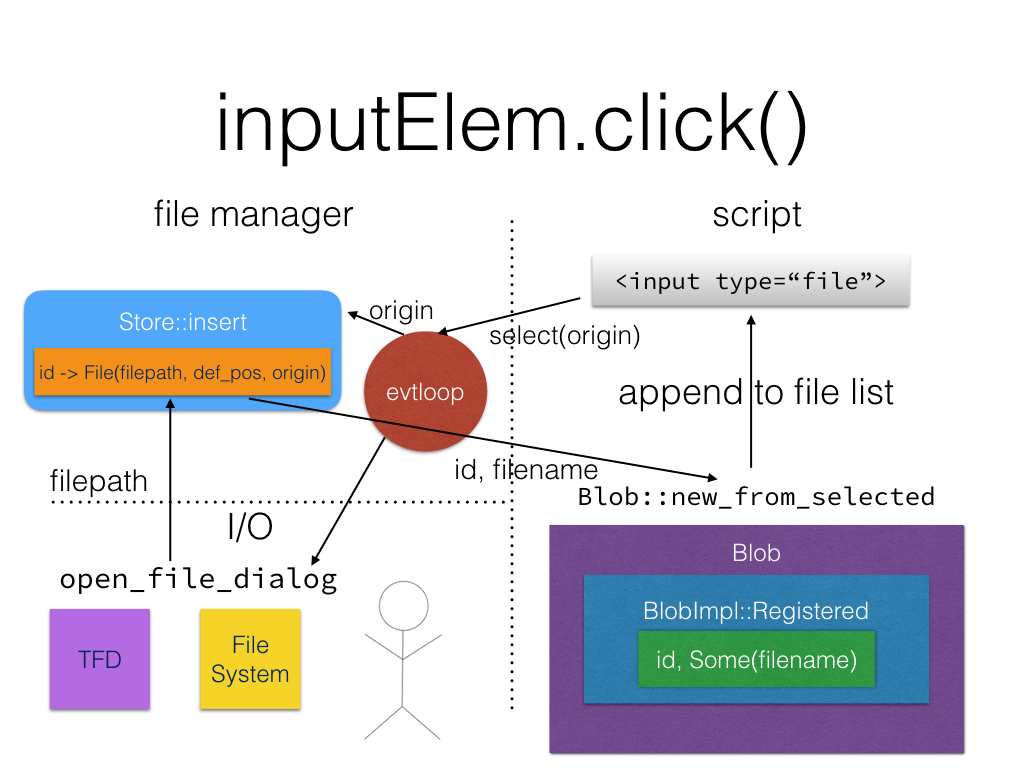 inputElem.click()
file manager
script
<input type=“file”>
origin
Store::insert
select(origin)
id -> File(filepath, def_pos, origin)
evtloop
append to file list
id, filename
filepath
Blob::new_from_selected
I/O
Blob
open_file_dialog
BlobImpl::Registered
TFD
File
System
id, Some(filename)